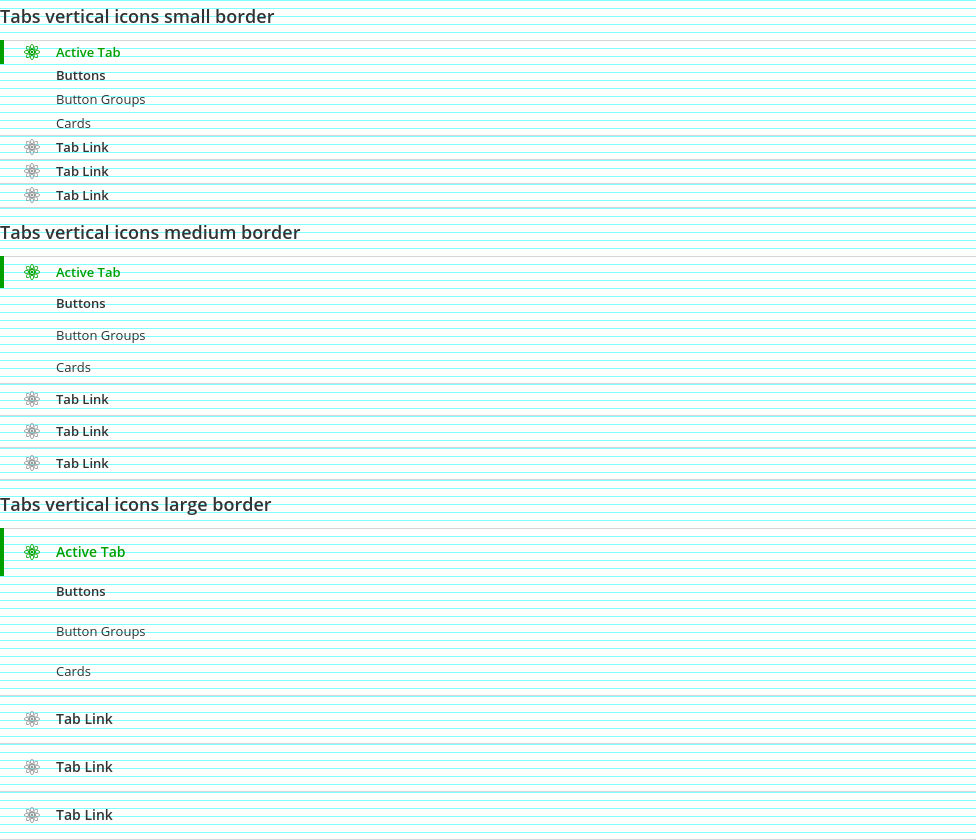 Tabs vertical icons small border
Active Tab
Buttons
Button Groups
Cards
Tab Link
Tab Link
Tab Link
Tabs vertical icons medium border
Active Tab
Buttons
Button Groups
Cards
Tab Link
Tab Link
Tab Link
Tabs vertical icons large border
Active Tab
Buttons
Button Groups
Cards
Tab Link
Tab Link
Tab Link